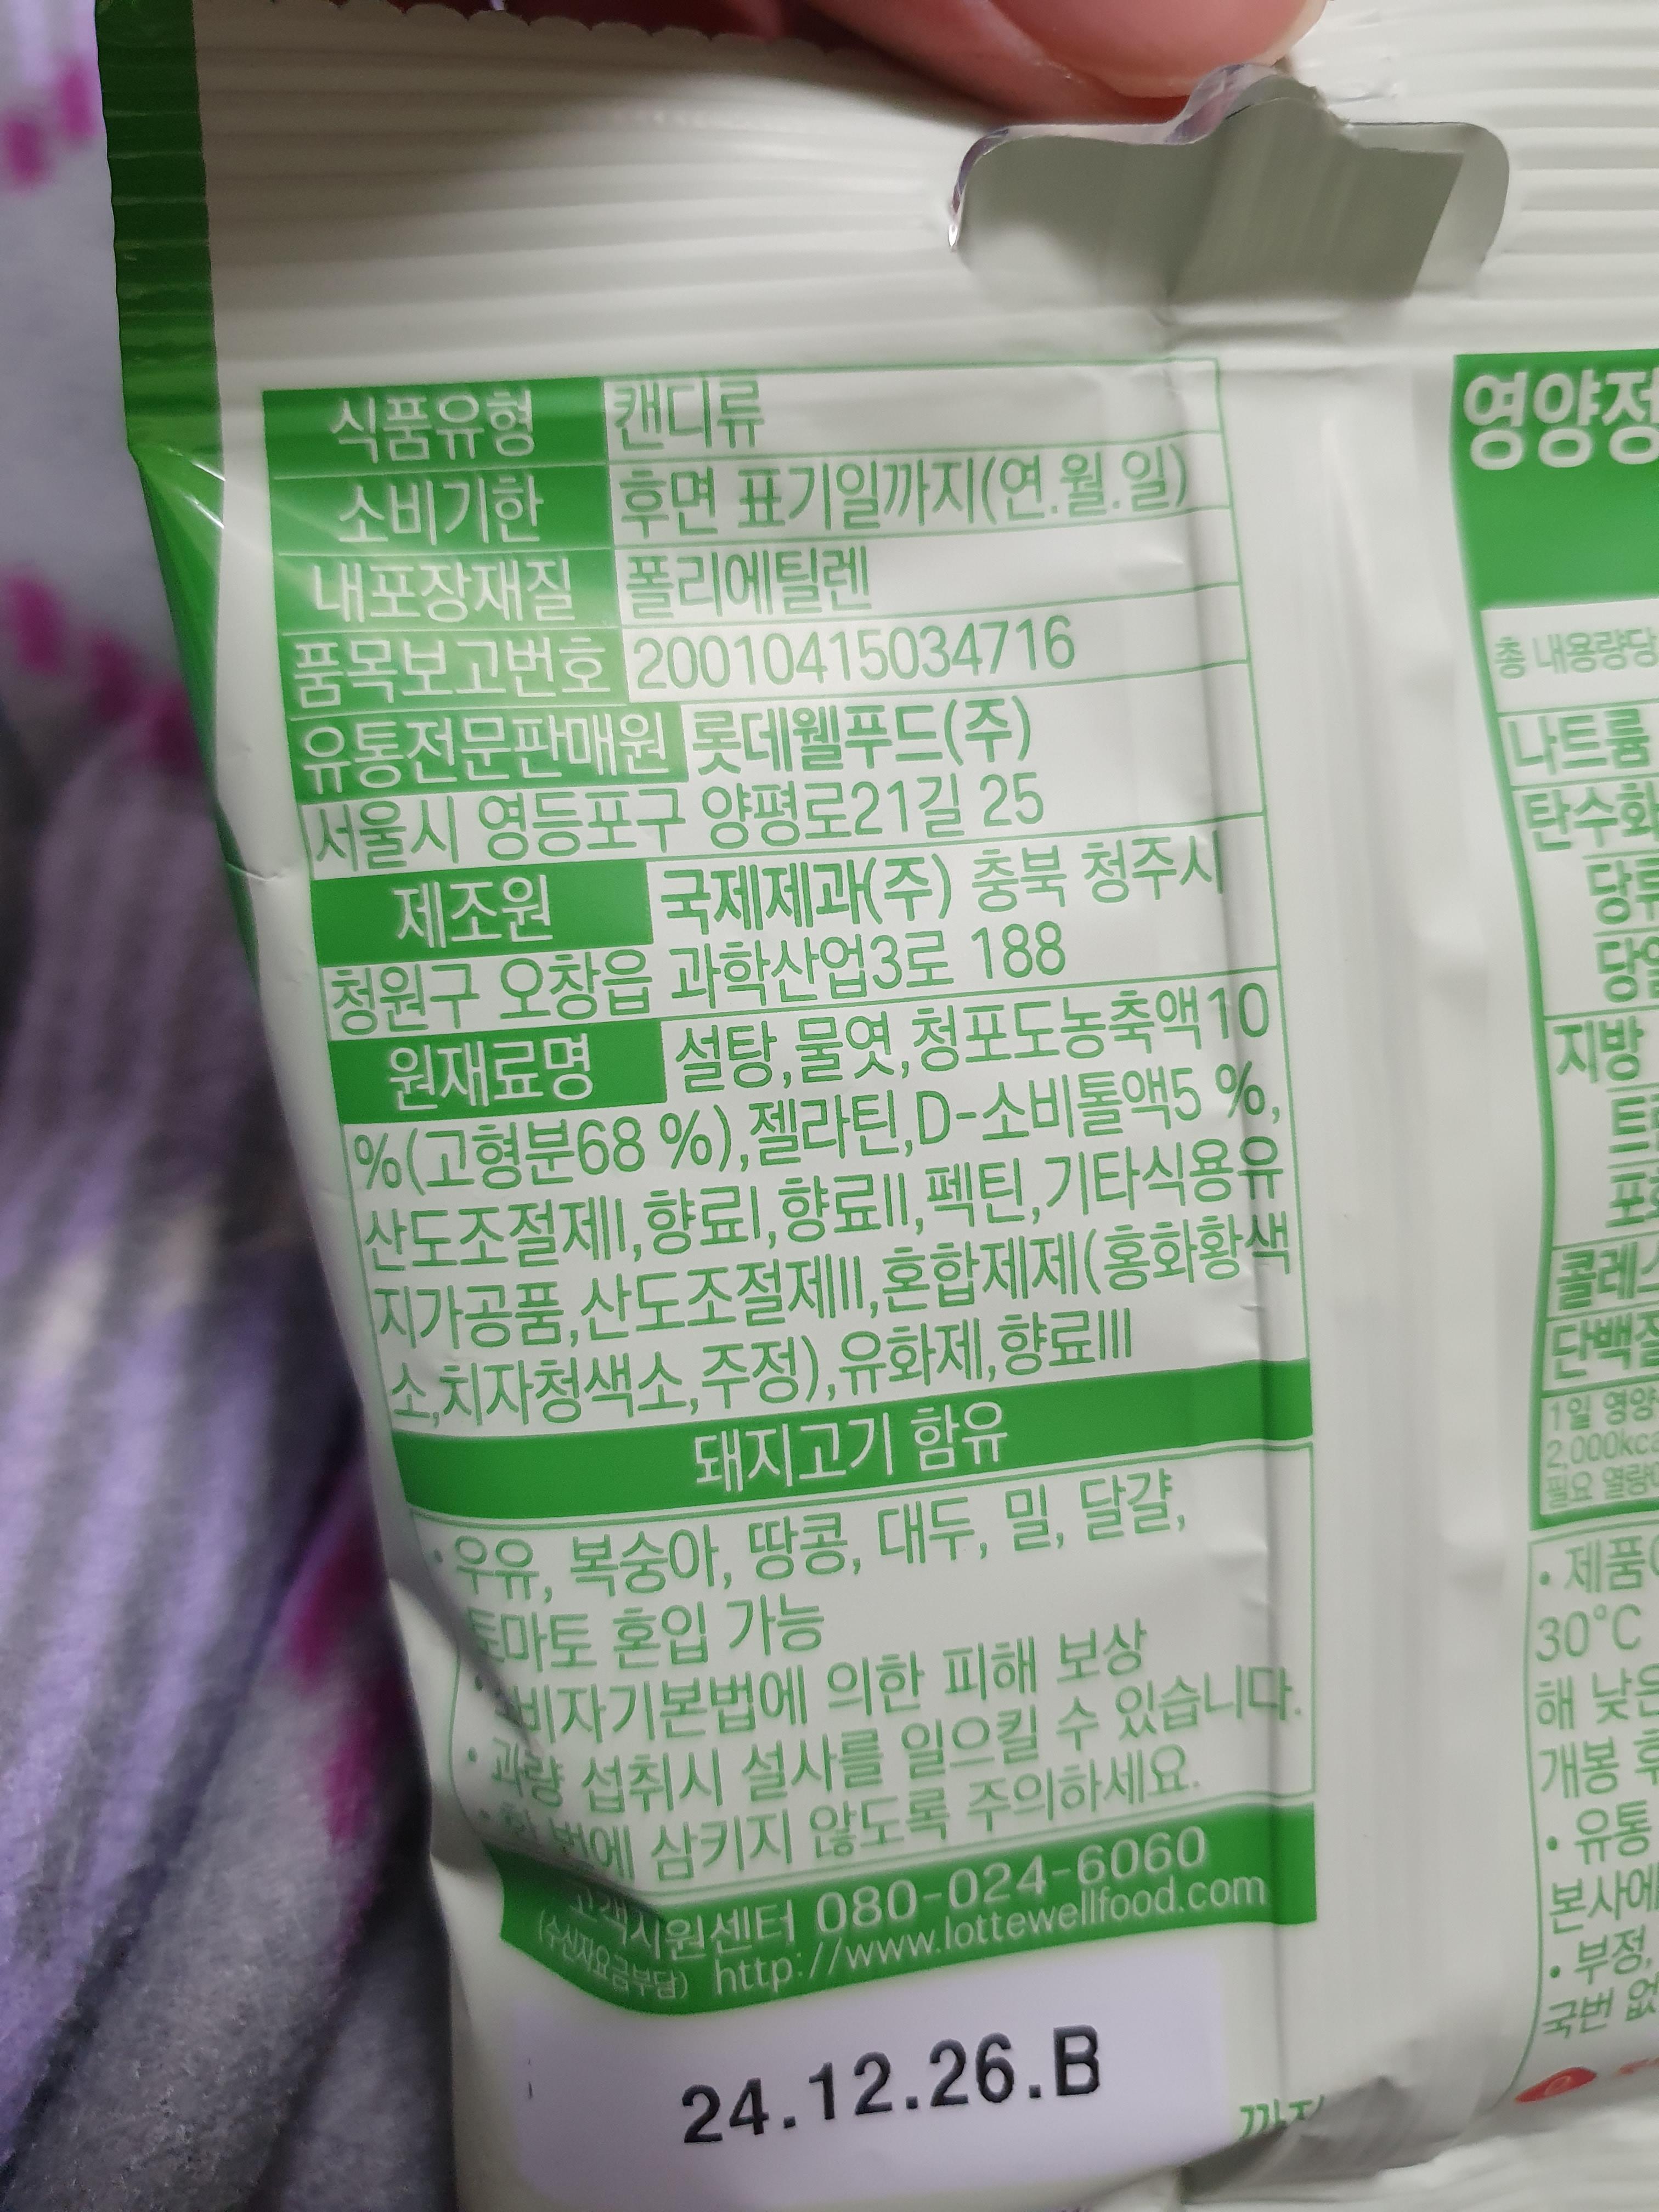 식품유형 캔디류
소비기한 후면 표기일까지(연.월.일)
내포장재질 폴리에틸렌
품목보고번호 20010415034716
유통전문판매원 롯데웰푸드(주)
서울시 영등포구 양평로21길 25
제조원 국제제과(주) 충북 청주시
청원구 오창읍 과학산업3로 188
원재료명 설탕,물엿,청포도농축액10
%(고형분68 %),젤라틴,D-소비톨액5 %,
산도조절제I,향료I,향료II,펙틴,기타식용유
지가공품,산도조절제II,혼합제제(홍화황색
소,치자청색소,주정),유화제,향료III
돼지고기 함유
·우유, 복숭아, 땅콩, 대두, 밀, 달걀,
토마토 혼입 가능
비자기본법에 의한 피해 보상
·과량 섭취시 설사를 일으킬 수 있습니다.
·한 번에 삼키지 않도록 주의하세요.
고객지원센터 080-024-6060
(수신자요금부담) http://www.lottewellfood.com
24.12.26.B
까지
영양정
총 내용량당
나트륨
탄수화
당류
당알
지방
트랜
포화
콜레스
단백질
1일 영양
2,000kca
필요 열량
·제품
30°C
해 낮은
개봉 후
·유통
본사에
·부정,
국번 없